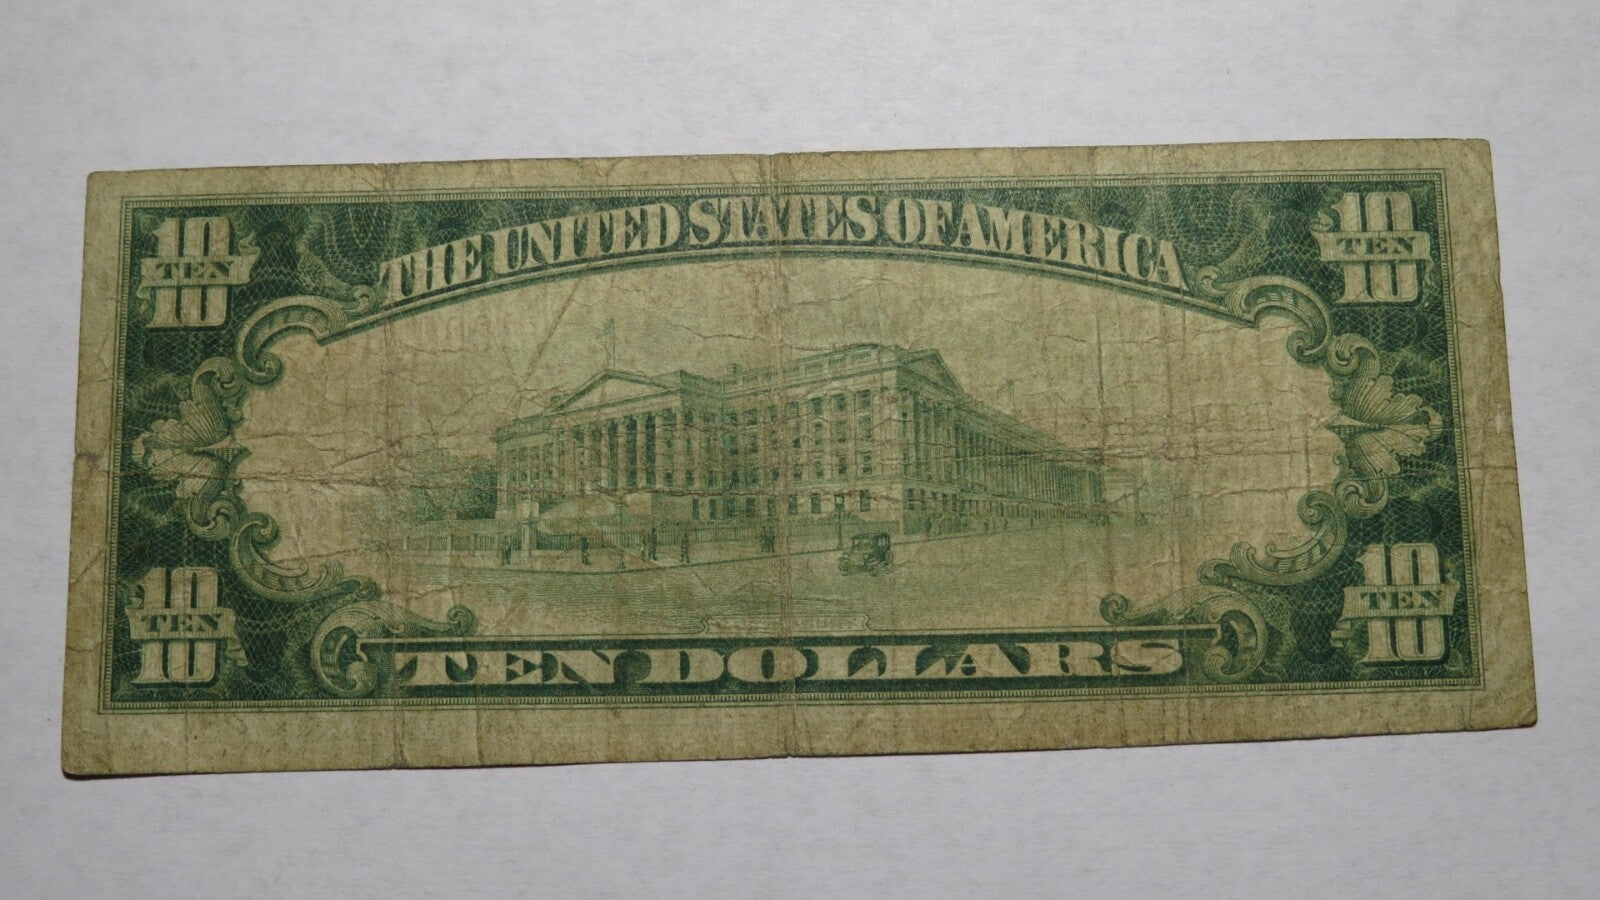 10 TEN 10
THE UNITED STATES OF AMERICA
10 TEN 10
10 TEN 10
TEN DOLLARS
10 TEN 10